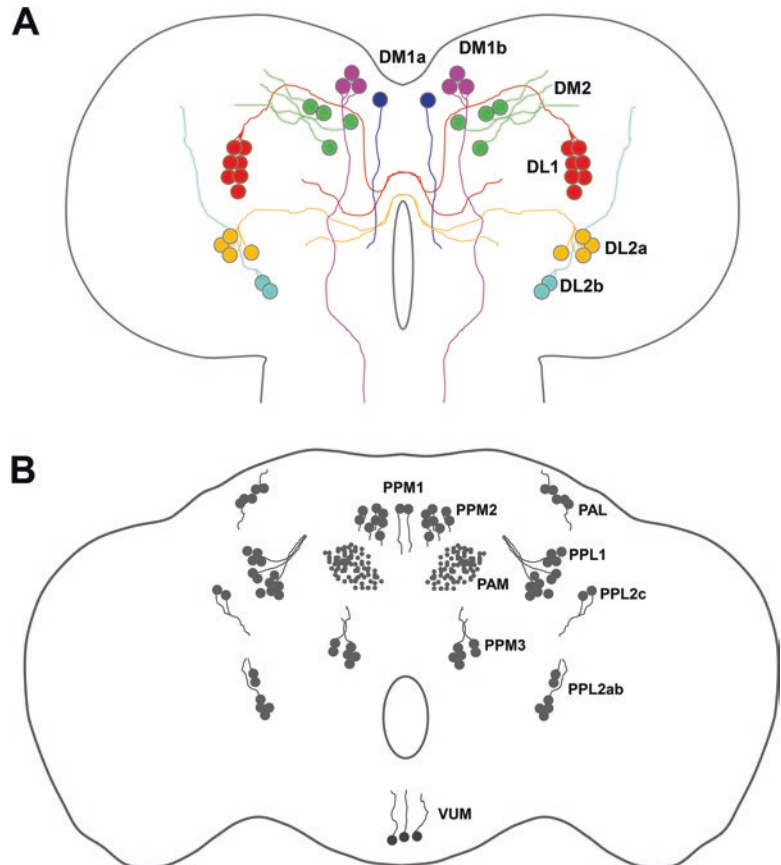 A
DM1a
DM1b
DM2
DL1
DL2a
DL2b
B
PPM1
PPM2
PAL
PPL1
PAM
PPL2c
PPM3
PPL2ab
VUM